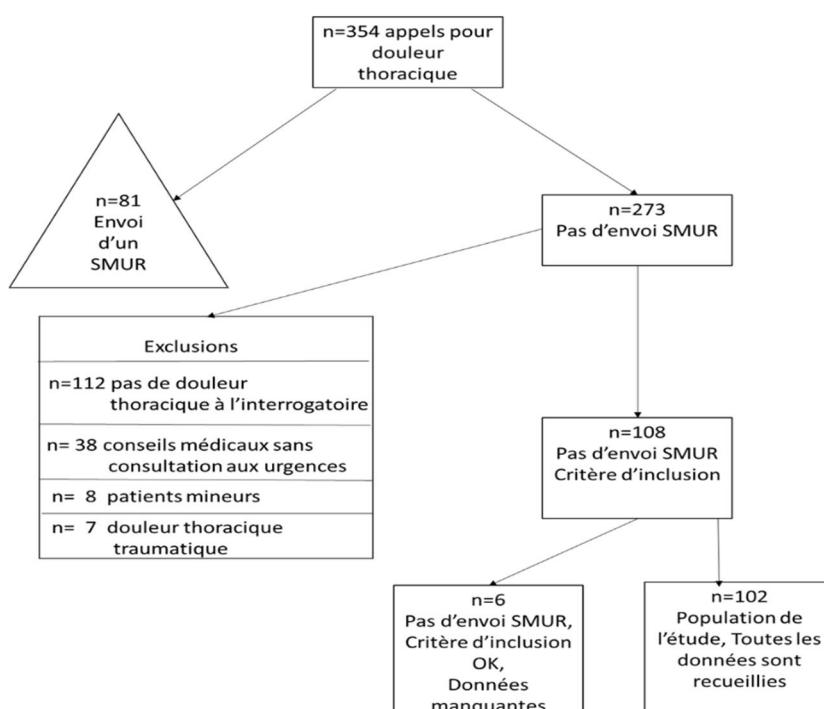 n=354 appels pour
douleur
thoracique
n=81
Envoi
d'un
SMUR
n=273
Pas d'envoi SMUR
Exclusions
n=112 pas de douleur
thoracique à l'interrogatoire
n= 38 conseils médicaux sans
consultation aux urgences
n= 8 patients mineurs
n= 7 douleur thoracique
traumatique
n=108
Pas d'envoi SMUR
Critère d'inclusion
n=6
Pas d'envoi SMUR,
Critère d'inclusion
OK,
Données
manquantes
n=102
Population de
l'étude, Toutes les
données sont
recueillies